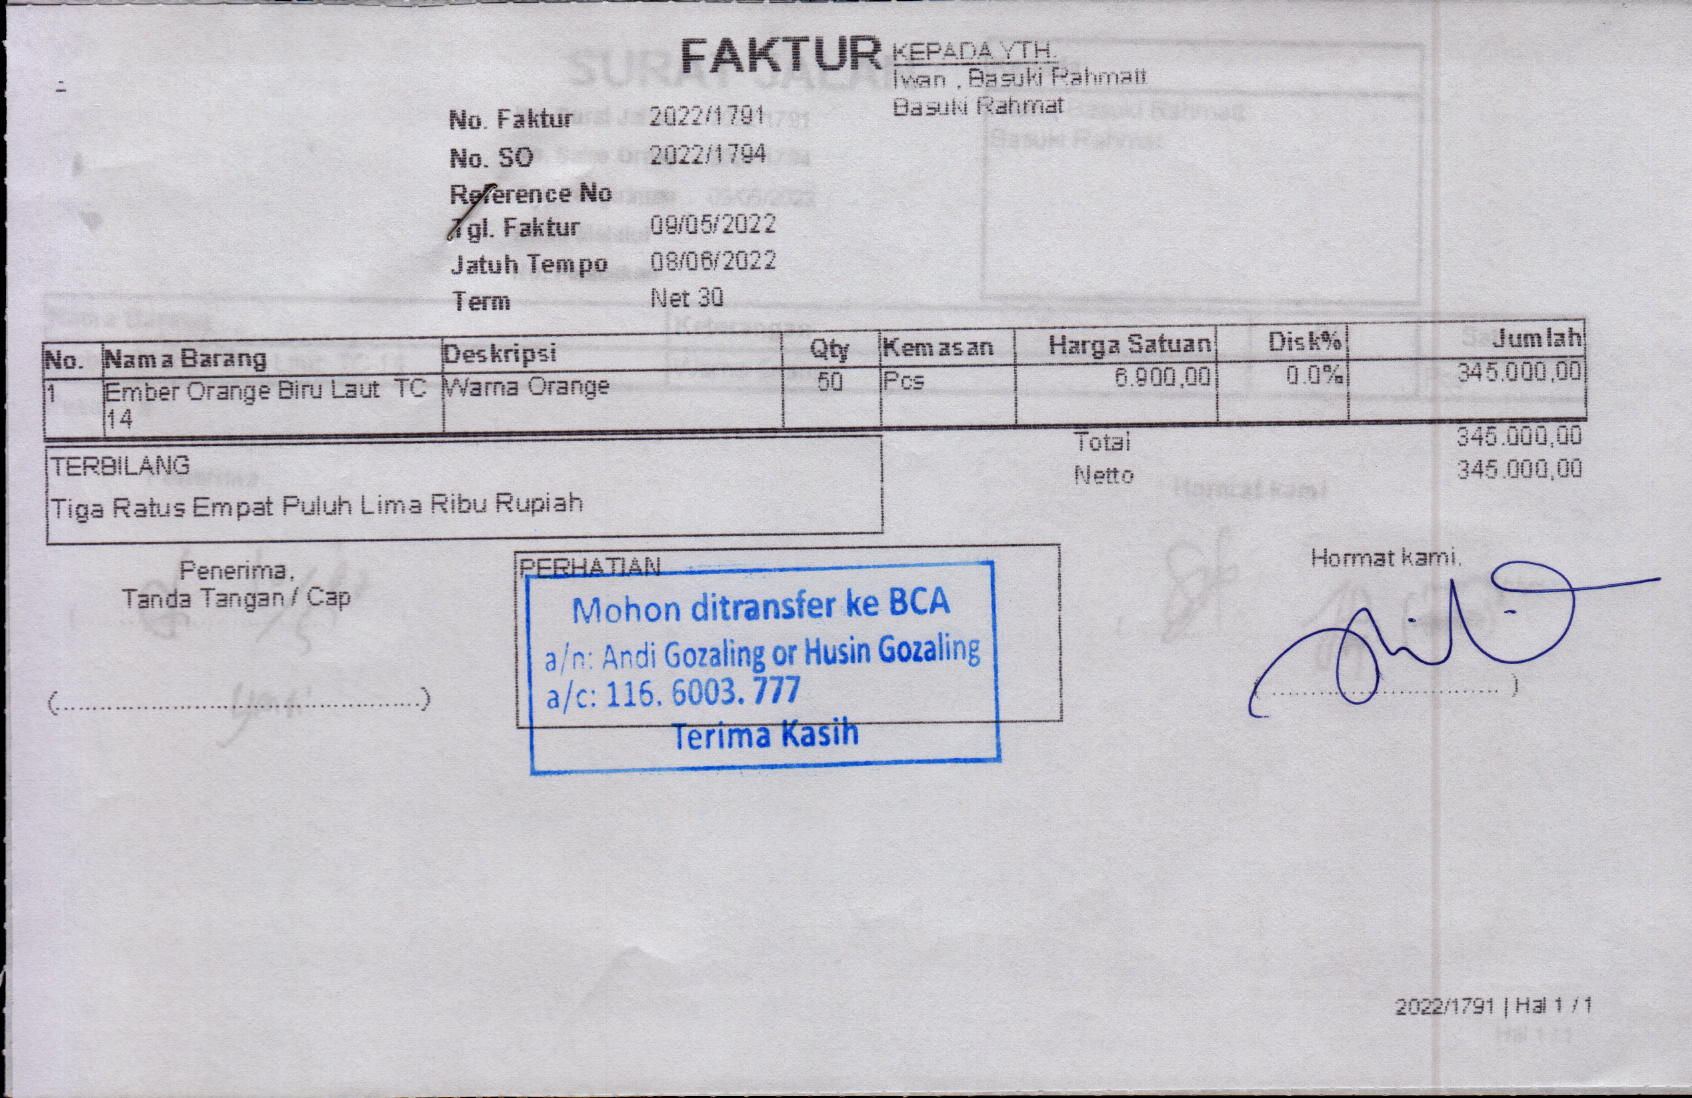 FAKTUR
KEPADA YTH.
Iwan , Basuki Rahmatt
Basuki Rahmat
No. Faktur 2022/1791
No. SO 2022/1794
Reference No
Tgl. Faktur 09/05/2022
Jatuh Tempo 08/06/2022
Term Net 30
No. Nama Barang Deskripsi Qty Kemasan Harga Satuan Disk% Jumlah
1 Ember Orange Biru Laut TC Warna Orange 50 Pcs 6.900,00 0.0% 345.000,00
14
Total 345.000,00
Netto 345.000,00
TERBILANG
Tiga Ratus Empat Puluh Lima Ribu Rupiah
Penerima,
Tanda Tangan / Cap
(..................................................)
PERHATIAN
Mohon ditransfer ke BCA
a/n: Andi Gozaling or Husin Gozaling
a/c: 116. 6003. 777
Terima Kasih
Hormat kami.
(.................................)
2022/1791 | Hal 1 / 1